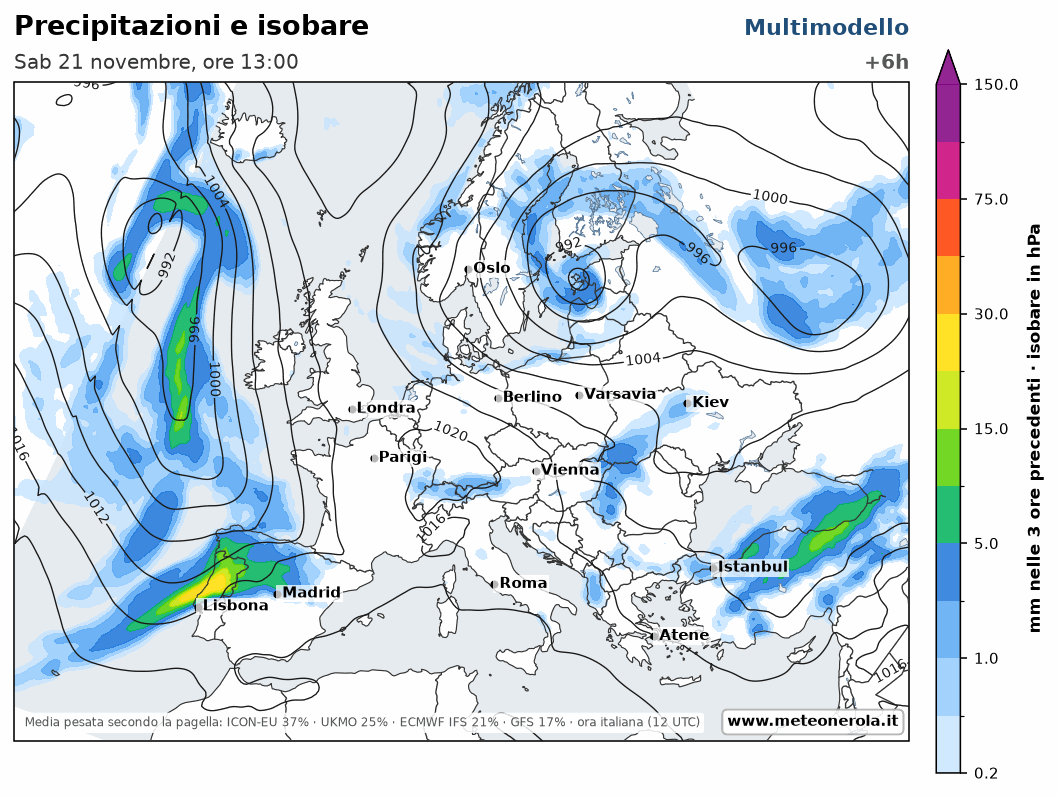 Precipitazioni e isobare
Multimodello
Sab 21 novembre, ore 13:00
+6h
996
1004
992
996
1000
1016
1012
1000
996
996
992
1004
1020
1016
1016
Oslo
Londra
Berlino
Varsavia
Kiev
Parigi
Vienna
Madrid
Lisbona
Roma
Istanbul
Atene
Media pesata secondo la pagella: ICON-EU 37% · UKMO 25% · ECMWF IFS 21% · GFS 17% · ora italiana (12 UTC)
www.meteonerola.it
150.0
75.0
30.0
15.0
5.0
1.0
0.2
mm nelle 3 ore precedenti · isobare in hPa